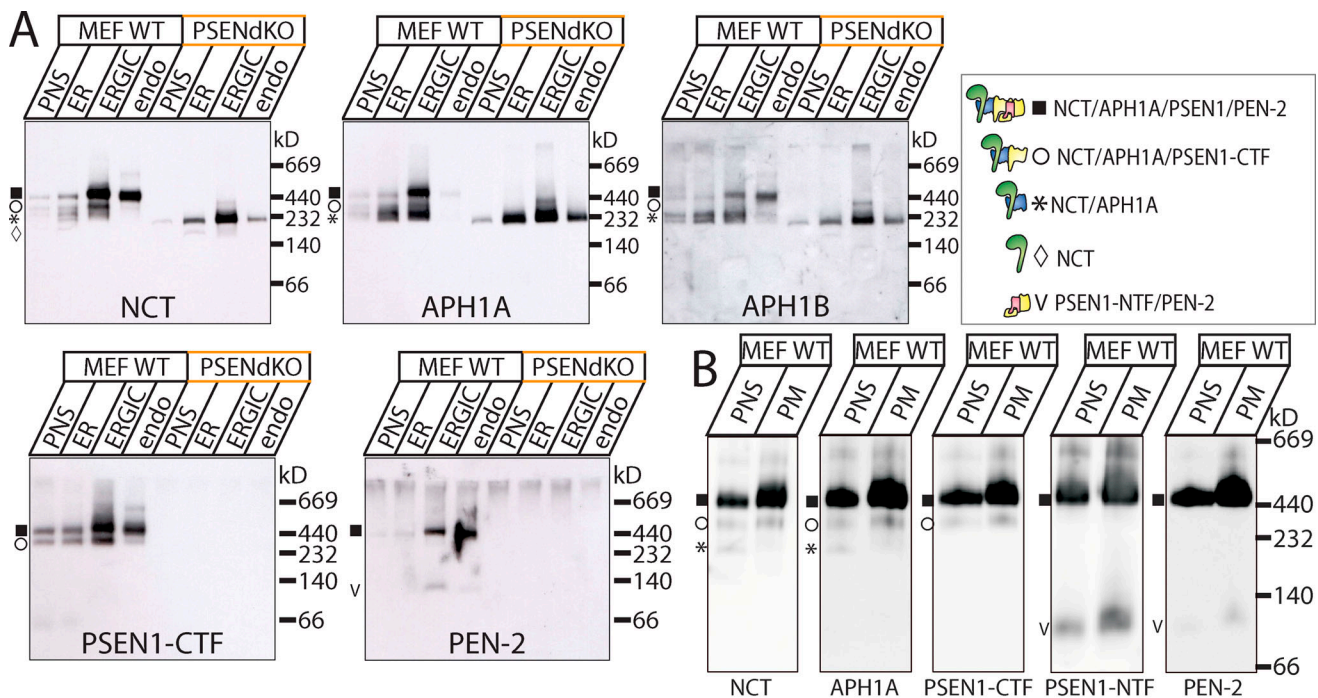 A
MEF WT PSENdKO
PNS ER ERGIC endo PNS ER ERGIC endo
kD
669
■ 440
○
* 232
◊
140
66
NCT
MEF WT PSENdKO
PNS ER ERGIC endo PNS ER ERGIC endo
kD
669
■ 440
○
* 232
140
66
APH1A
MEF WT PSENdKO
PNS ER ERGIC endo PNS ER ERGIC endo
kD
669
■ 440
*○ 232
140
66
APH1B
■ NCT/APH1A/PSEN1/PEN-2
○ NCT/APH1A/PSEN1-CTF
* NCT/APH1A
◊ NCT
V PSEN1-NTF/PEN-2
MEF WT PSENdKO
PNS ER ERGIC endo PNS ER ERGIC endo
kD
669
■ 440
○ 232
140
66
PSEN1-CTF
MEF WT PSENdKO
PNS ER ERGIC endo PNS ER ERGIC endo
kD
669
■ 440
232
V 140
66
PEN-2
B
MEF WT MEF WT MEF WT MEF WT MEF WT
PNS PM PNS PM PNS PM PNS PM PNS PM
kD
669
■ ■ ■ ■ ■ 440
○ ○ ○
* * 232
140
V V
66
NCT APH1A PSEN1-CTF PSEN1-NTF PEN-2